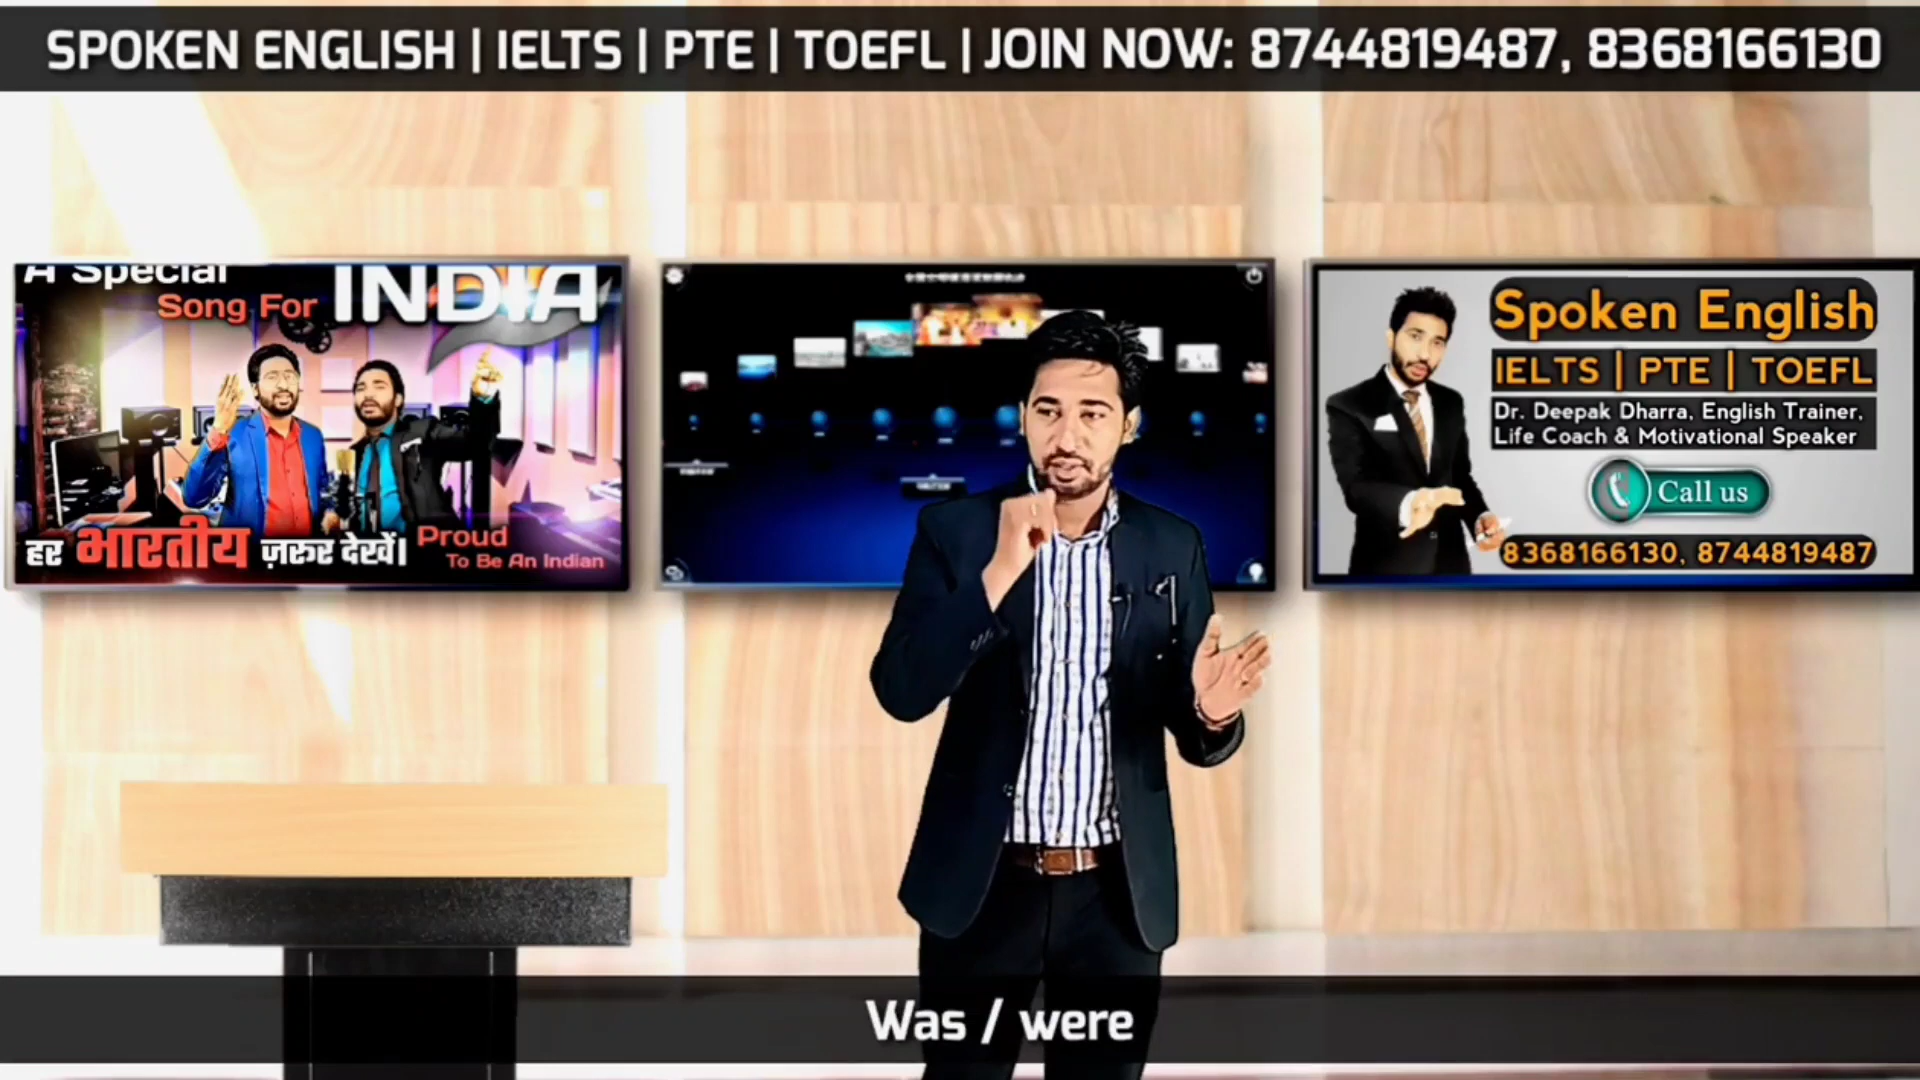 SPOKEN ENGLISH | IELTS | PTE | TOEFL | JOIN NOW: 8744819487, 8368166130
A Special
Song For INDIA
हर भारतीय ज़रूर देखें।
Proud
To Be An Indian
Spoken English
IELTS | PTE | TOEFL
Dr. Deepak Dharra, English Trainer,
Life Coach & Motivational Speaker
Call us
8368166130, 8744819487
Was / were